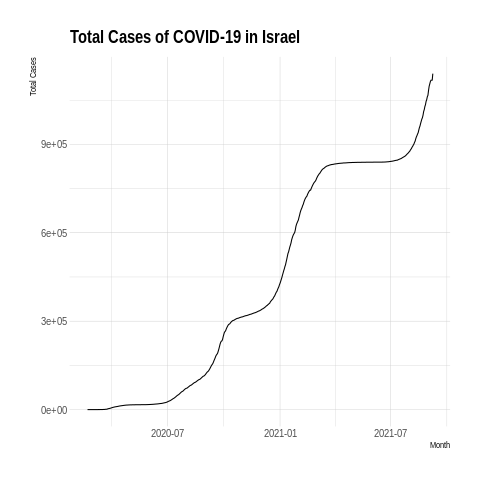 Total Cases of COVID-19 in Israel
Total Cases
9e+05
6e+05
3e+05
0e+00
2020-07 2021-01 2021-07
Month